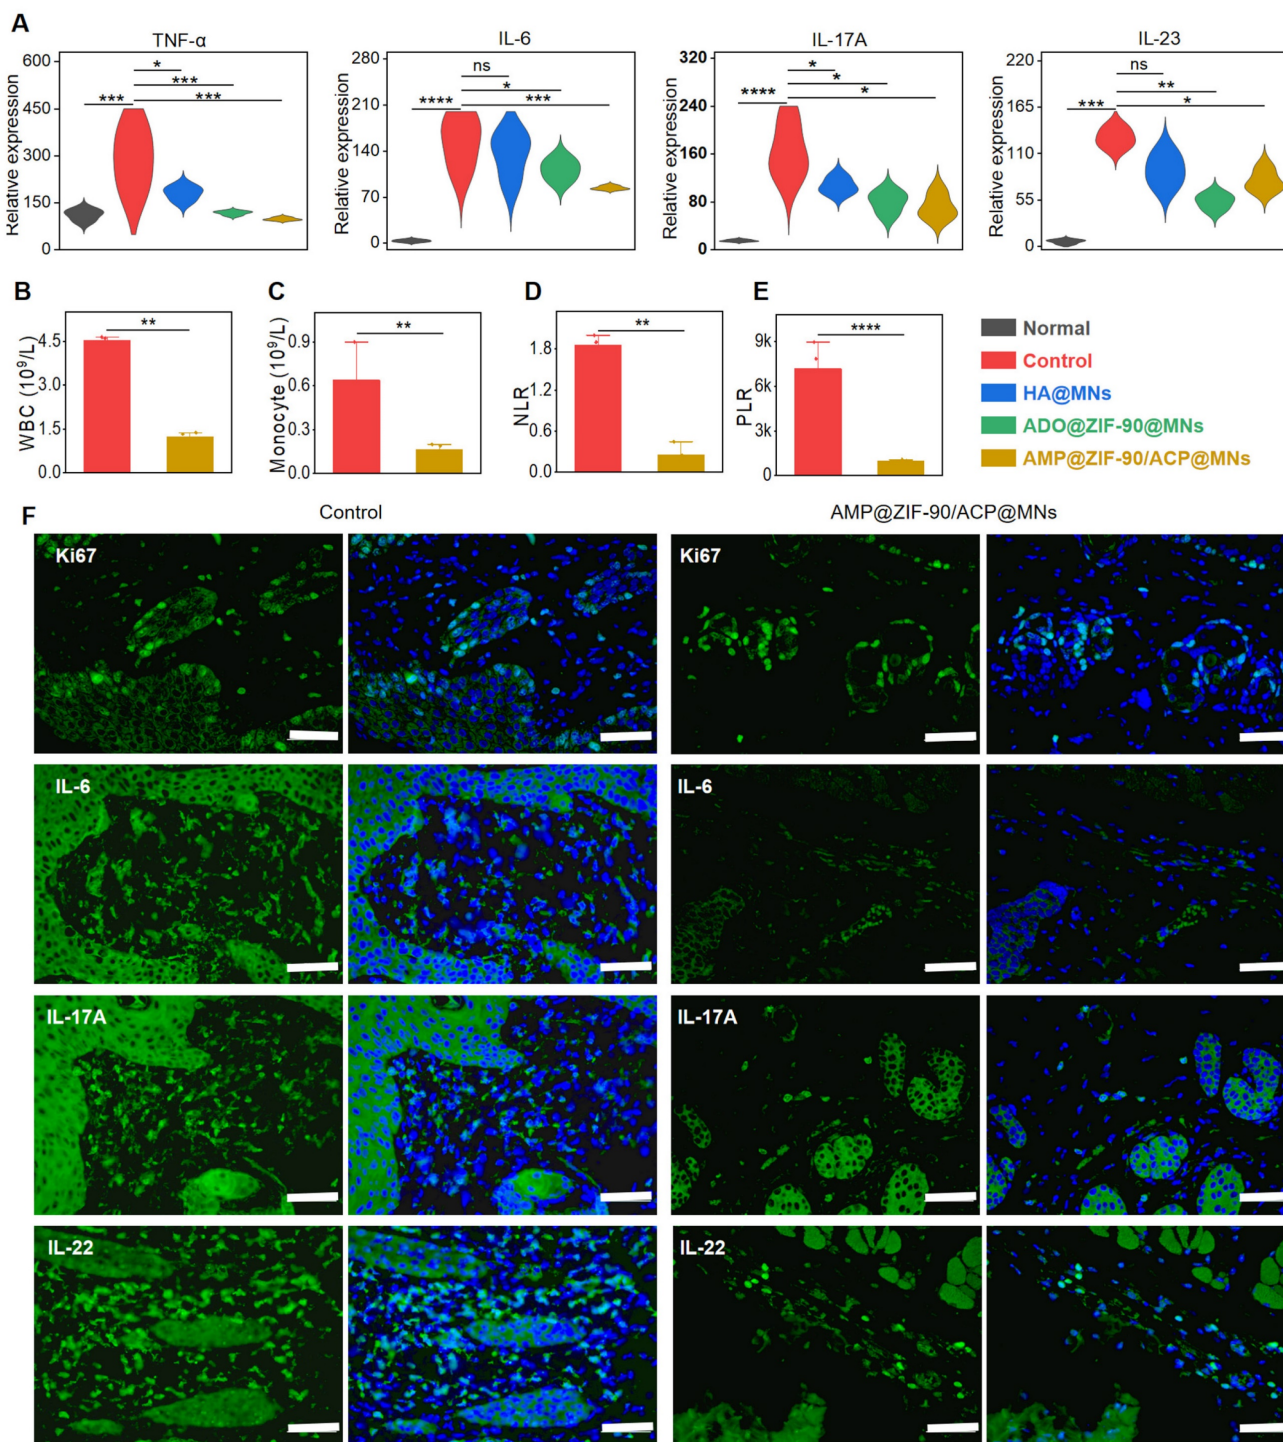 A
TNF-α
IL-6
IL-17A
IL-23
Relative expression
600
450
300
150
0
*
***
***
***
Relative expression
280
210
140
70
0
ns
*
***
****
Relative expression
320
240
160
80
0
*
*
*
****
Relative expression
220
165
110
55
0
ns
**
*
***
B
WBC (10⁹/L)
4.5
3.0
1.5
0.0
**
C
Monocyte (10⁹/L)
0.9
0.6
0.3
0.0
**
D
NLR
1.8
1.2
0.6
0.0
**
E
PLR
9k
6k
3k
0
****
Normal
Control
HA@MNs
ADO@ZIF-90@MNs
AMP@ZIF-90/ACP@MNs
F
Control
AMP@ZIF-90/ACP@MNs
Ki67
Ki67
IL-6
IL-6
IL-17A
IL-17A
IL-22
IL-22